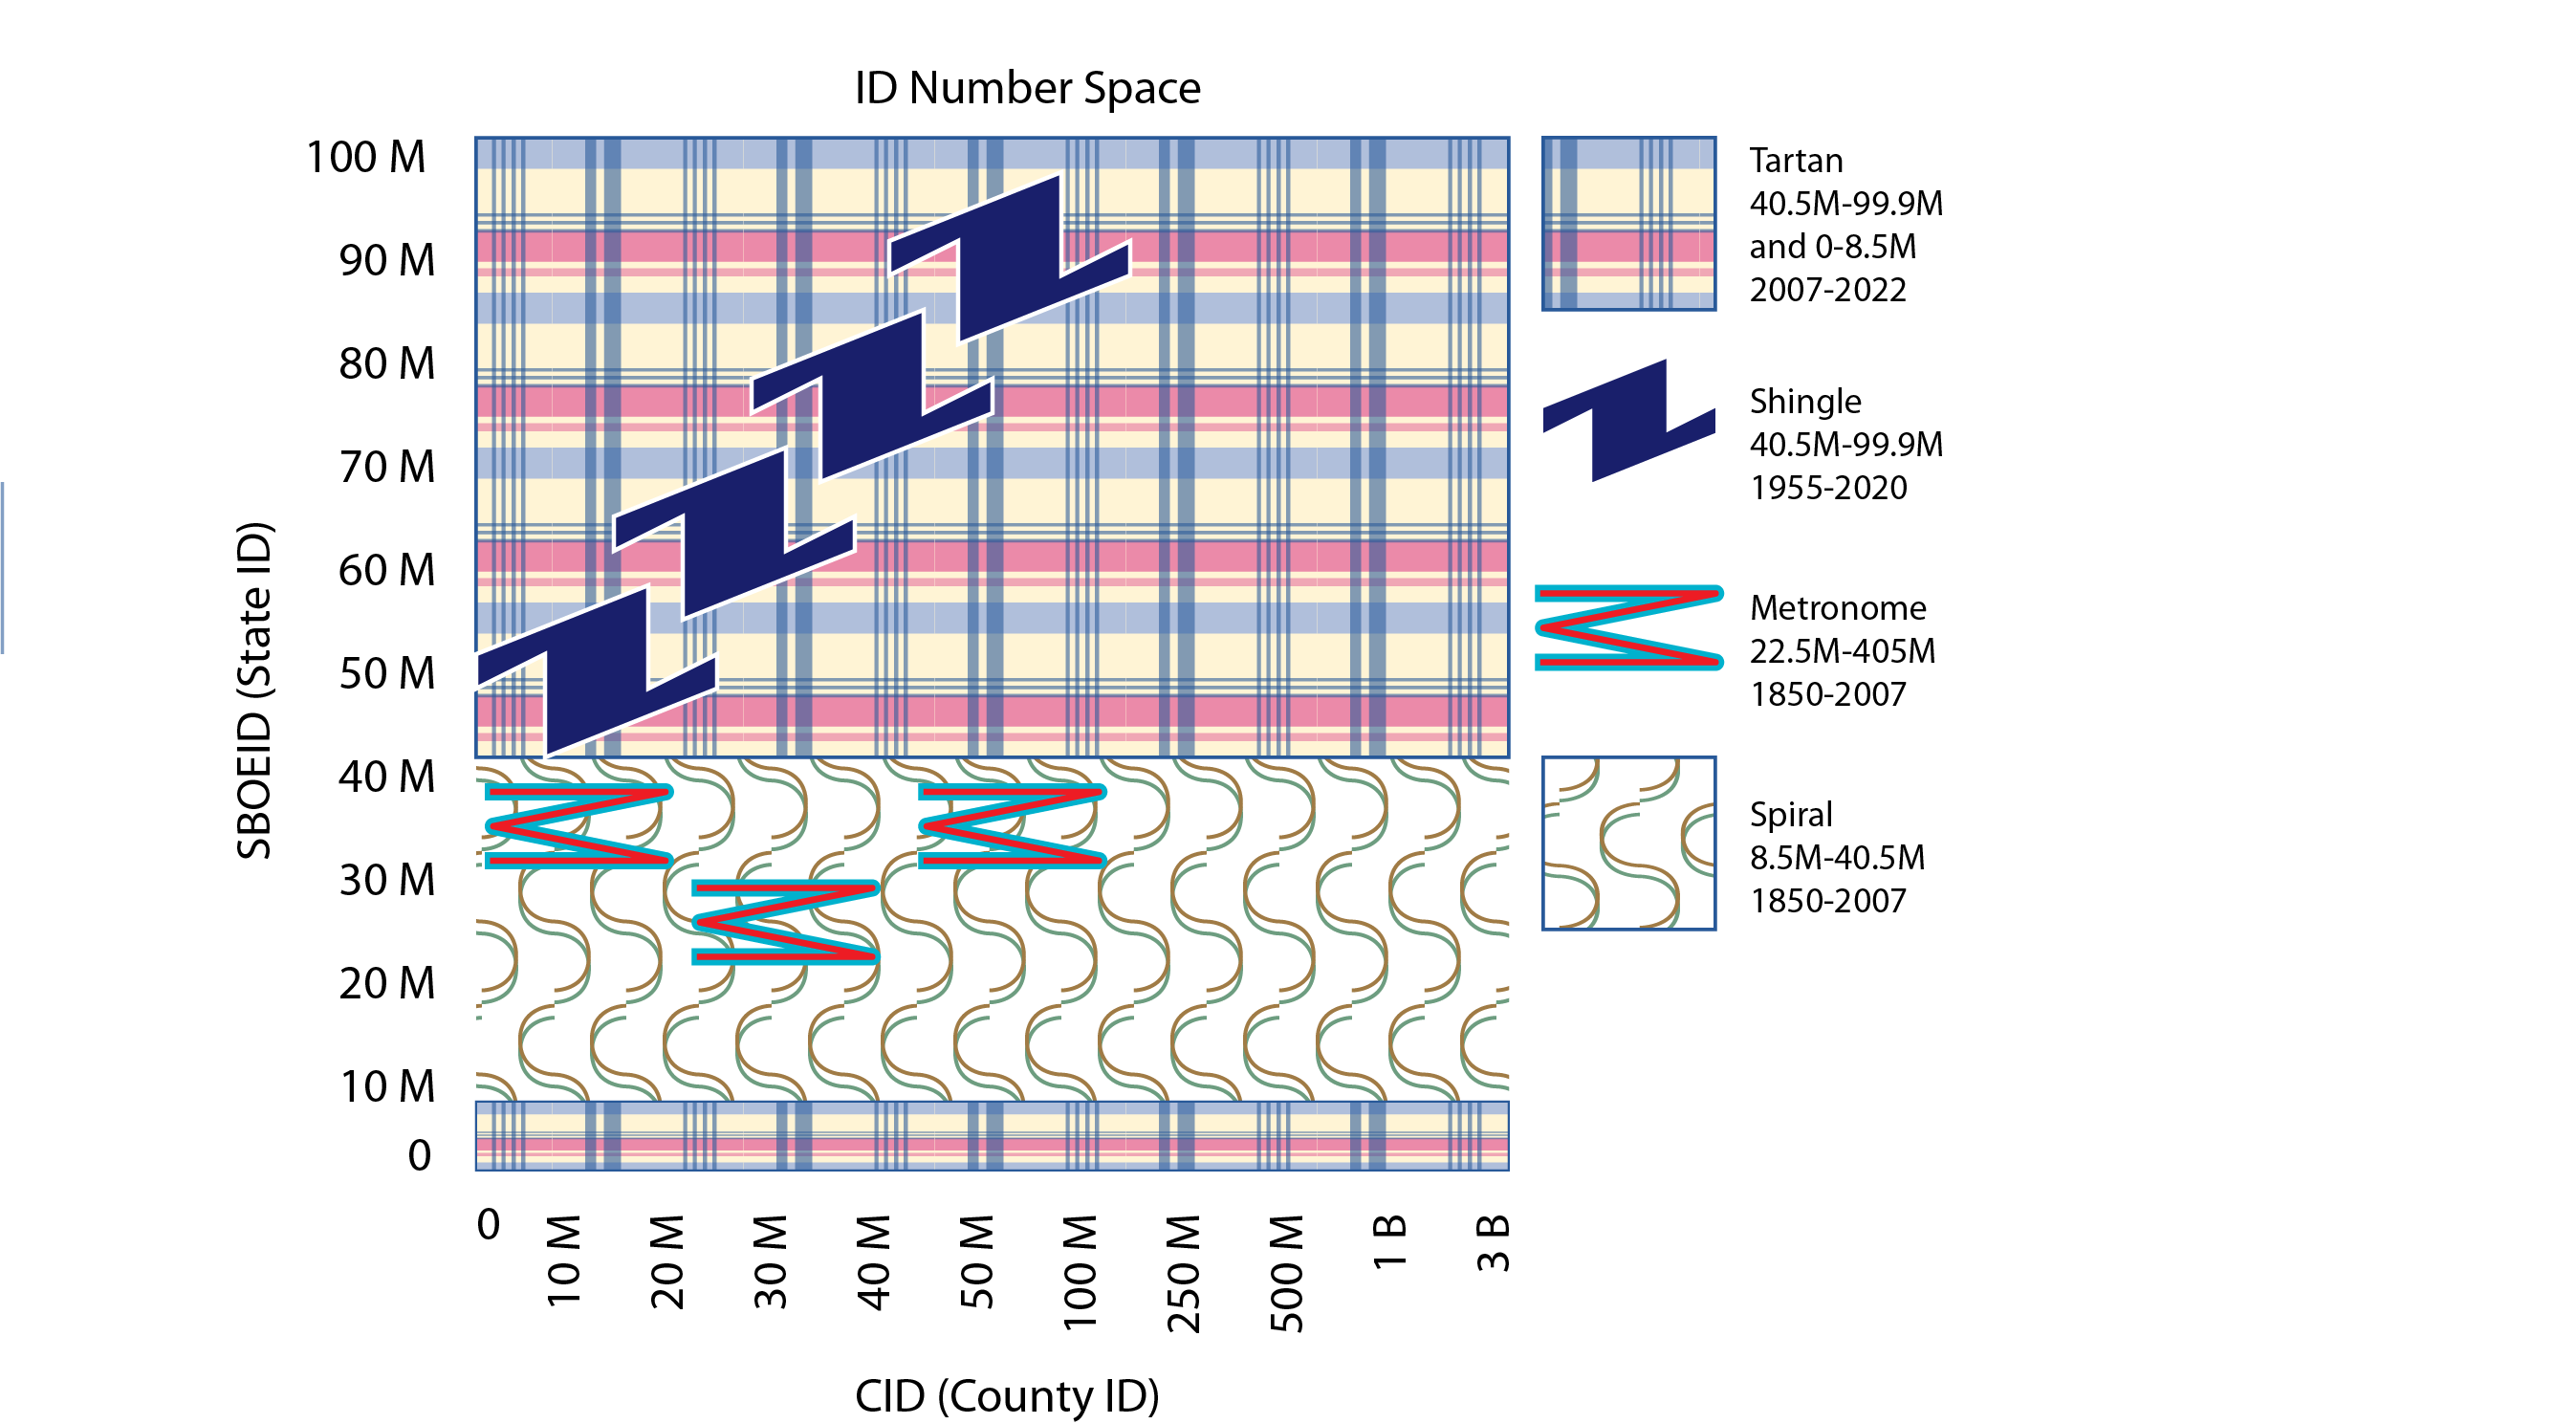 ID Number Space
100 M
90 M
80 M
70 M
60 M
50 M
40 M
30 M
20 M
10 M
0
SBOEID (State ID)
0
10 M
20 M
30 M
40 M
50 M
100 M
250 M
500 M
1 B
3 B
CID (County ID)
Tartan
40.5M-99.9M
and 0-8.5M
2007-2022
Shingle
40.5M-99.9M
1955-2020
Metronome
22.5M-405M
1850-2007
Spiral
8.5M-40.5M
1850-2007